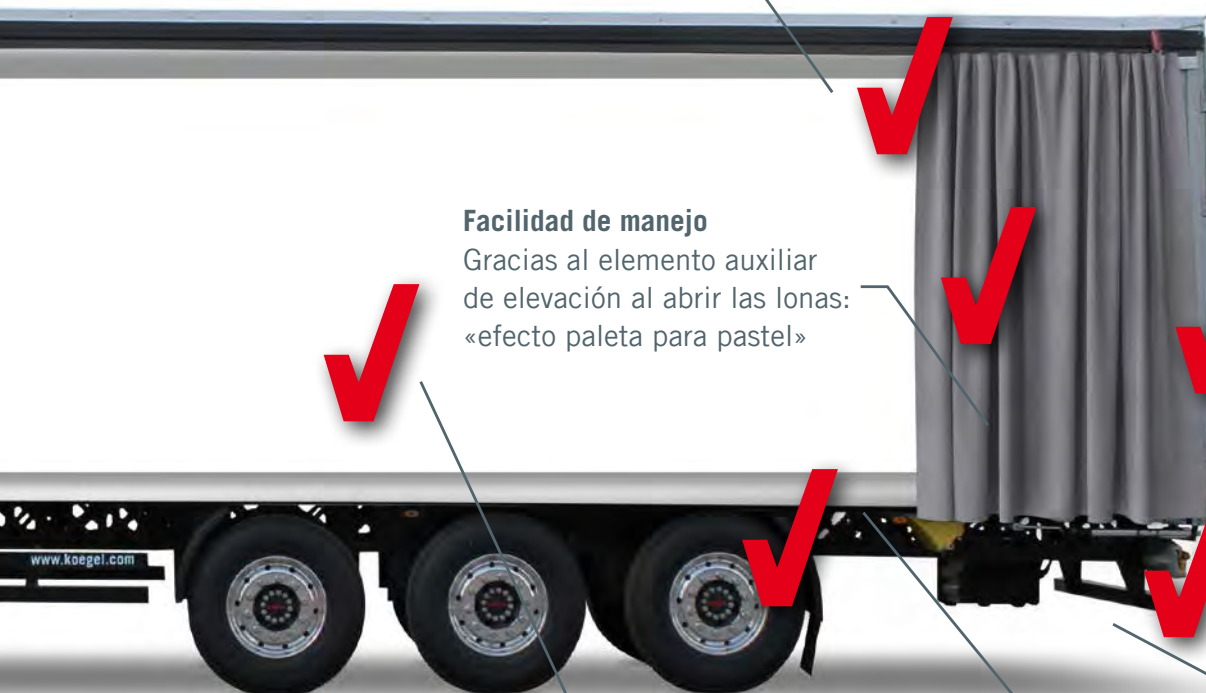 Facilidad de manejo
Gracias al elemento auxiliar
de elevación al abrir las lonas:
«efecto paleta para pastel»
www.koegel.com